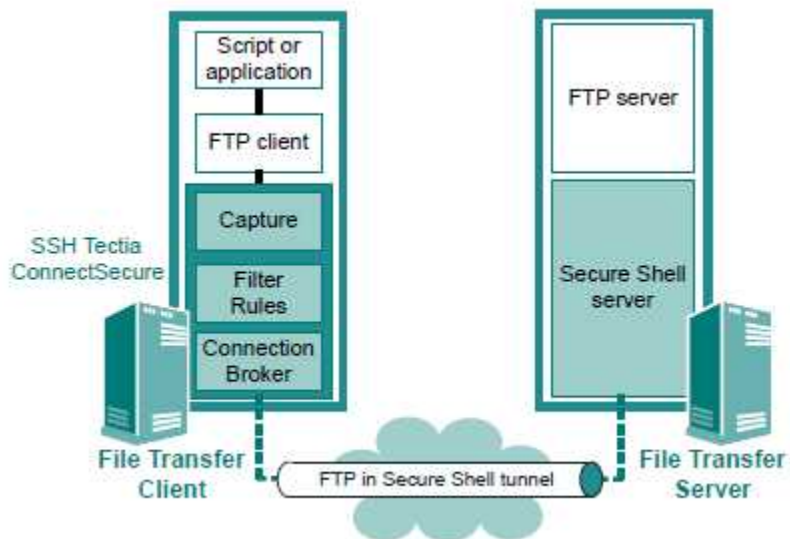 Script or
application
FTP client
Capture
Filter
Rules
Connection
Broker
SSH Tectia
ConnectSecure
File Transfer
Client
FTP in Secure Shell tunnel
FTP server
Secure Shell
server
File Transfer
Server